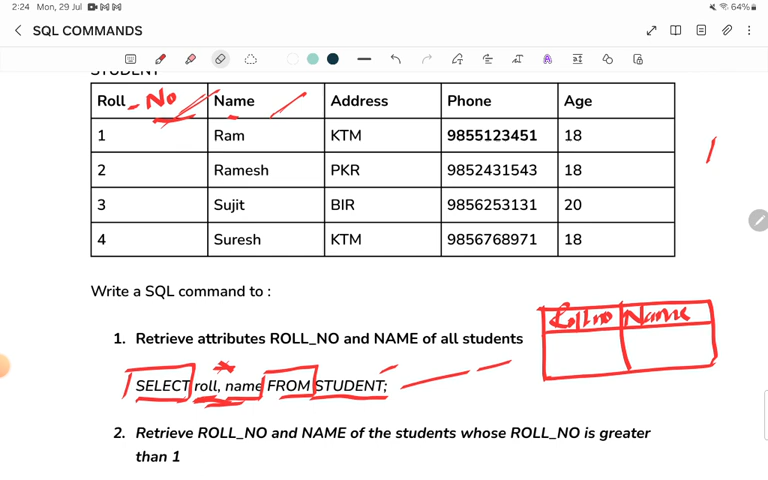 2:24 Mon, 29 Jul 64%
SQL COMMANDS
STUDENT
Roll - No Name Address Phone Age
1 Ram KTM 9855123451 18
2 Ramesh PKR 9852431543 18
3 Sujit BIR 9856253131 20
4 Suresh KTM 9856768971 18
Write a SQL command to :
Name
1. Retrieve attributes ROLL_NO and NAME of all students
SELECT roll, name FROM STUDENT;
2. Retrieve ROLL_NO and NAME of the students whose ROLL_NO is greater
than 1